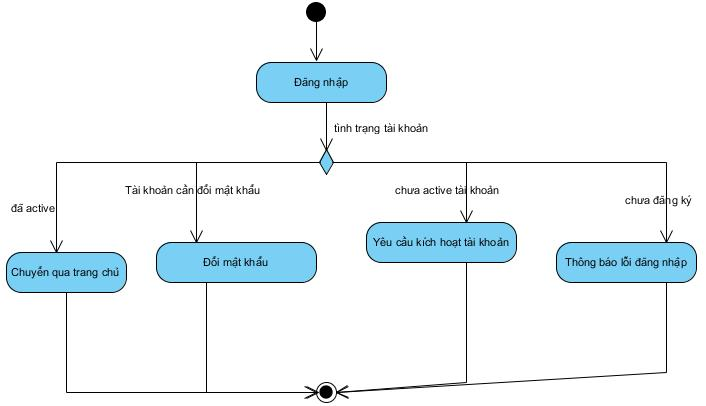 Đăng nhập
tình trạng tài khoản
Tài khoản cần đổi mật khẩu
chưa active tài khoản
chưa đăng ký
đã active
Chuyển qua trang chủ
Đổi mật khẩu
Yêu cầu kích hoạt tài khoản
Thông báo lỗi đăng nhập